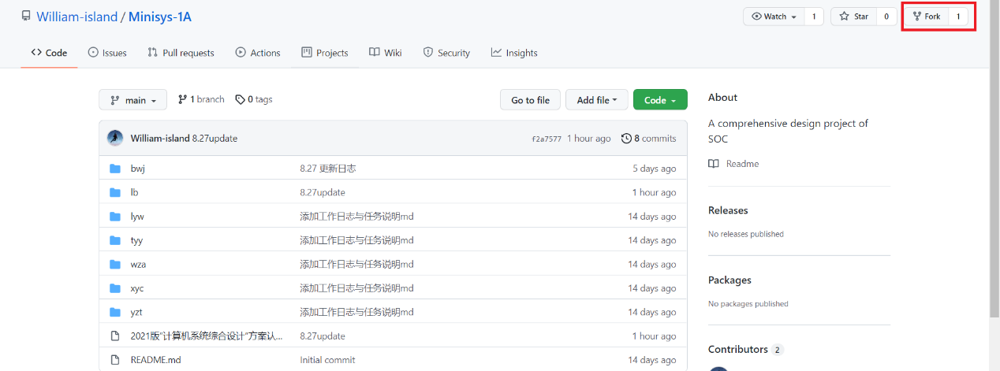 William-island / Minisys-1A
Watch 1 Star 0 Fork 1
Code Issues Pull requests Actions Projects Wiki Security Insights
main 1 branch 0 tags Go to file Add file Code
William-island 8.27update f2a7577 1 hour ago 8 commits
bwj 8.27 更新日志 5 days ago
lb 8.27update 1 hour ago
lyw 添加工作日志与任务说明md 14 days ago
tyy 添加工作日志与任务说明md 14 days ago
wza 添加工作日志与任务说明md 14 days ago
xyc 添加工作日志与任务说明md 14 days ago
yzt 添加工作日志与任务说明md 14 days ago
2021版“计算机系统综合设计”方案认... 8.27update 1 hour ago
README.md Initial commit 14 days ago
About
A comprehensive design project of
SOC
Readme
Releases
No releases published
Packages
No packages published
Contributors 2